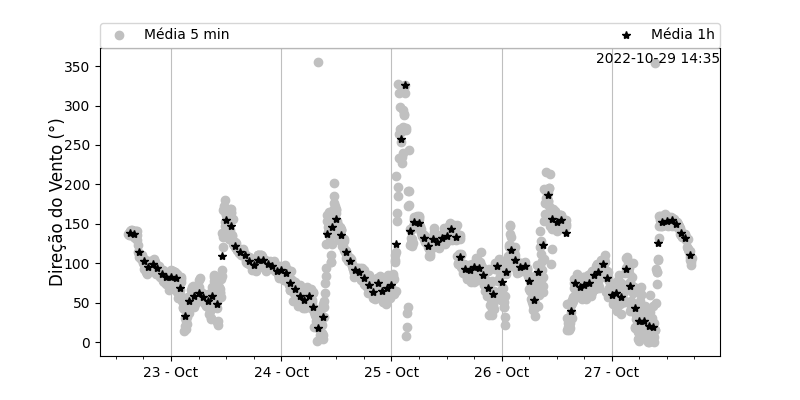 Média 5 min
Média 1h
2022-10-29 14:35
Direção do Vento (°)
350
300
250
200
150
100
50
0
23 - Oct
24 - Oct
25 - Oct
26 - Oct
27 - Oct